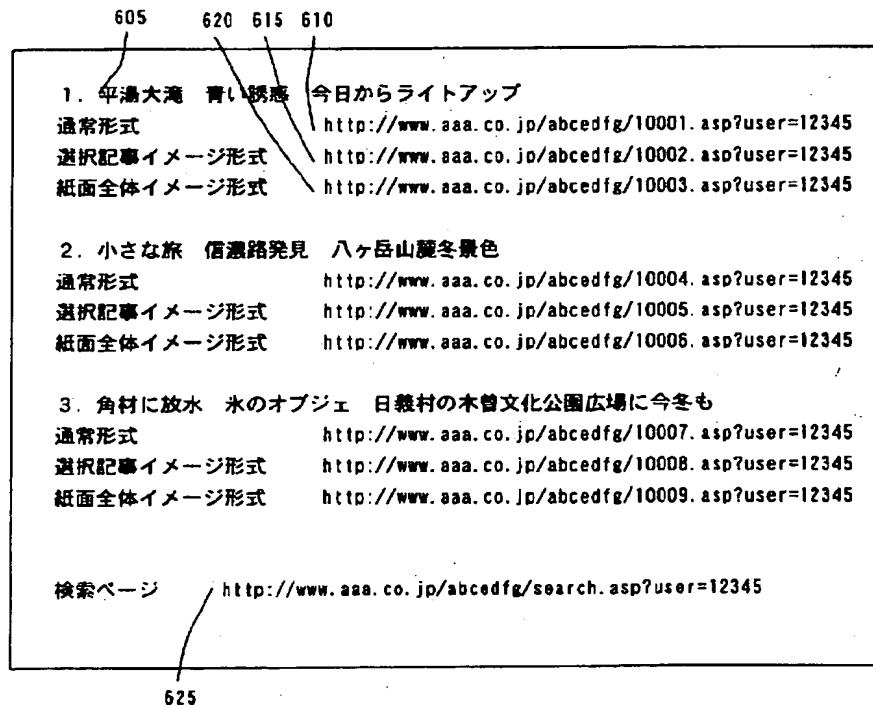 605 620 615 610
1. 平湯大滝 青い誘惑 今日からライトアップ
通常形式 http://www.aaa.co.jp/abcedfg/10001.asp?user=12345
選択記事イメージ形式 http://www.aaa.co.jp/abcedfg/10002.asp?user=12345
紙面全体イメージ形式 http://www.aaa.co.jp/abcedfg/10003.asp?user=12345
2. 小さな旅 信濃路発見 八ヶ岳山麓冬景色
通常形式 http://www.aaa.co.jp/abcedfg/10004.asp?user=12345
選択記事イメージ形式 http://www.aaa.co.jp/abcedfg/10005.asp?user=12345
紙面全体イメージ形式 http://www.aaa.co.jp/abcedfg/10006.asp?user=12345
3. 角材に放水 氷のオブジェ 日義村の木曽文化公園広場に今冬も
通常形式 http://www.aaa.co.jp/abcedfg/10007.asp?user=12345
選択記事イメージ形式 http://www.aaa.co.jp/abcedfg/10008.asp?user=12345
紙面全体イメージ形式 http://www.aaa.co.jp/abcedfg/10009.asp?user=12345
検索ページ http://www.aaa.co.jp/abcedfg/search.asp?user=12345
625